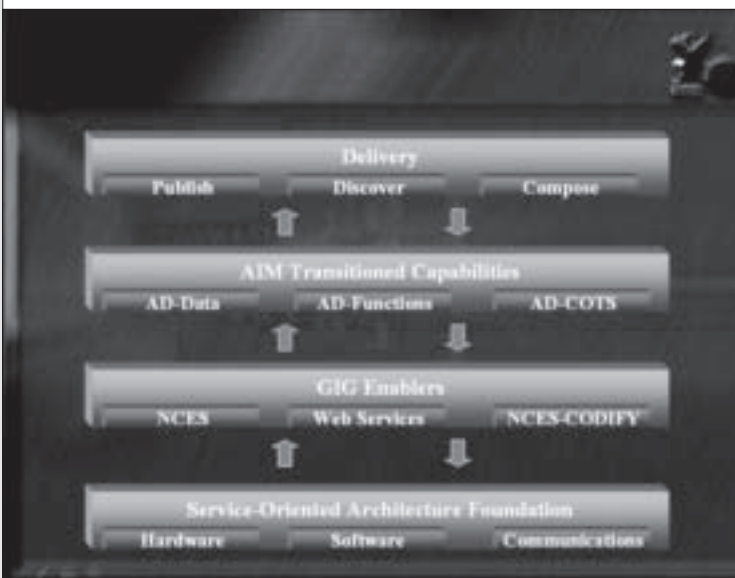 Delivery
Publish Discover Compose
AIM Transitioned Capabilities
AD-Data AD-Functions AD-COTS
GIG Enablers
NCES Web Services NCES-CODIFY
Service-Oriented Architecture Foundation
Hardware Software Communications